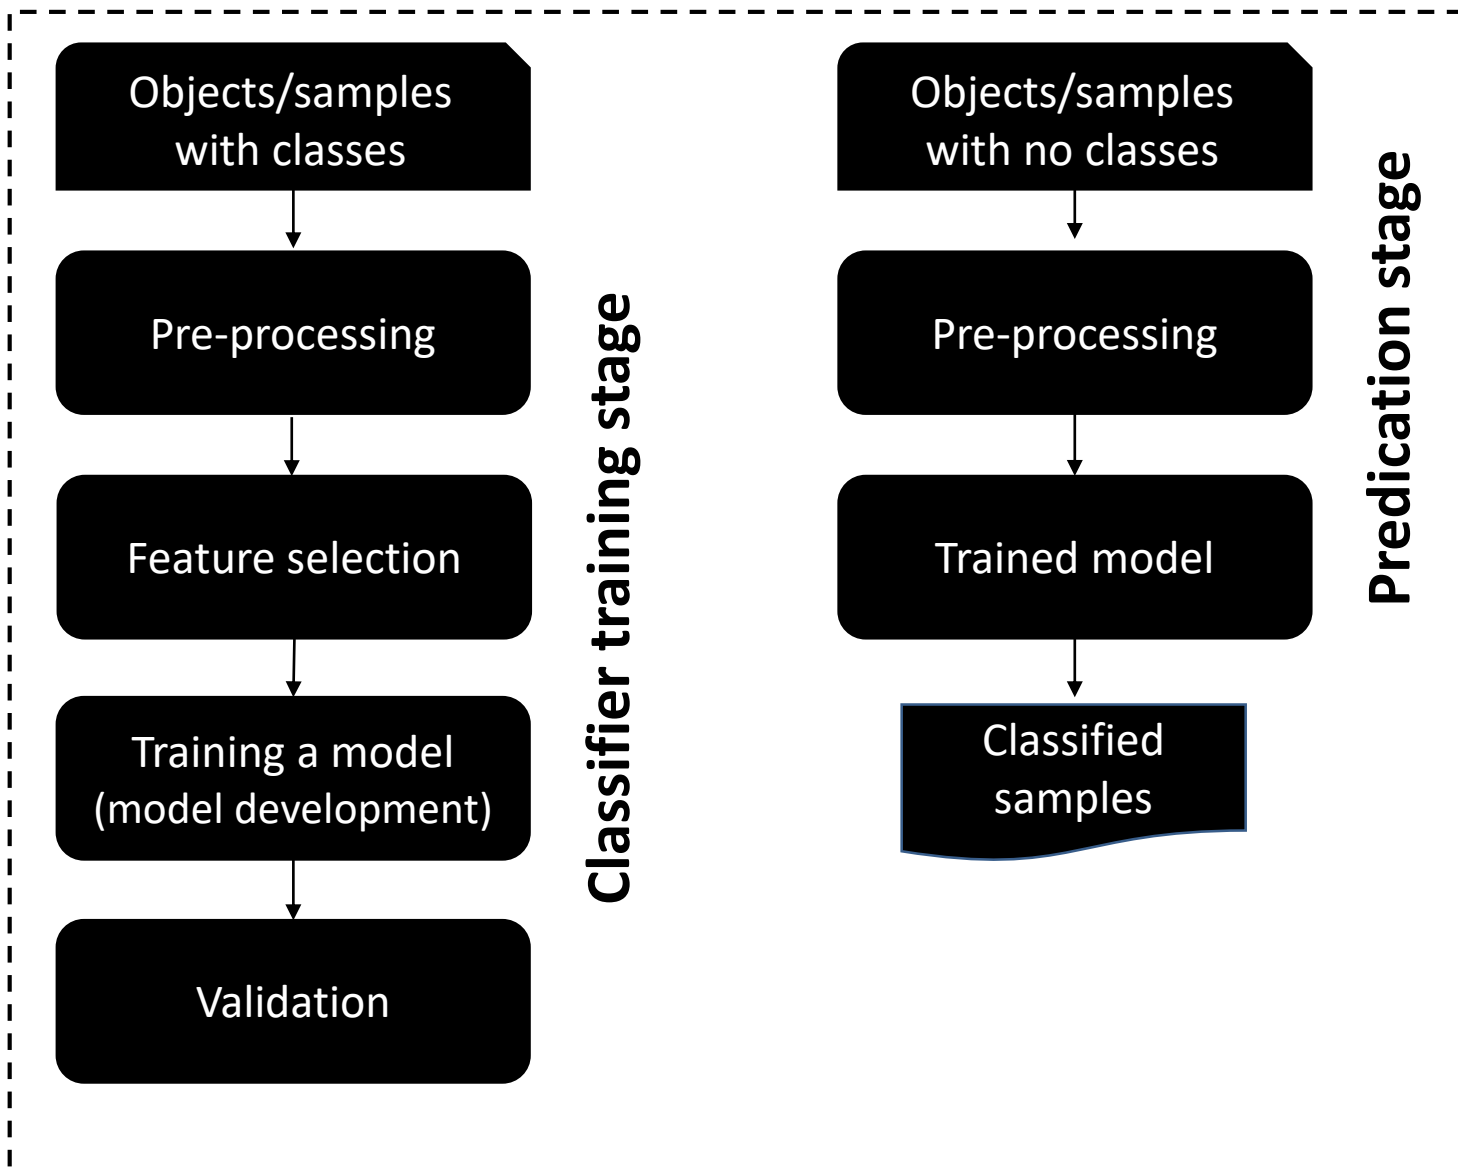 Objects/samples
with classes
Pre-processing
Feature selection
Training a model
(model development)
Validation
Classifier training stage
Objects/samples
with no classes
Pre-processing
Trained model
Classified
samples
Predication stage